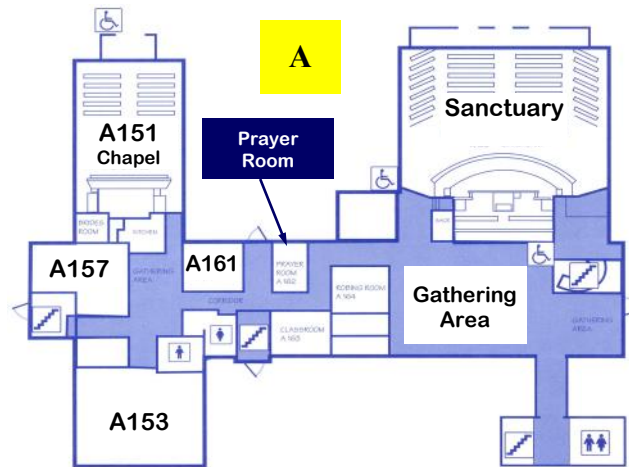 A
Sanctuary
A151
Chapel
Prayer
Room
BRIDES
ROOM
KITCHEN
A157
GATHERING
AREA
A161
PRAYER
ROOM
A 162
ROBING ROOM
A 164
Gathering
Area
GATHERING
AREA
CORRIDOR
CLASSROOM
A 163
A153